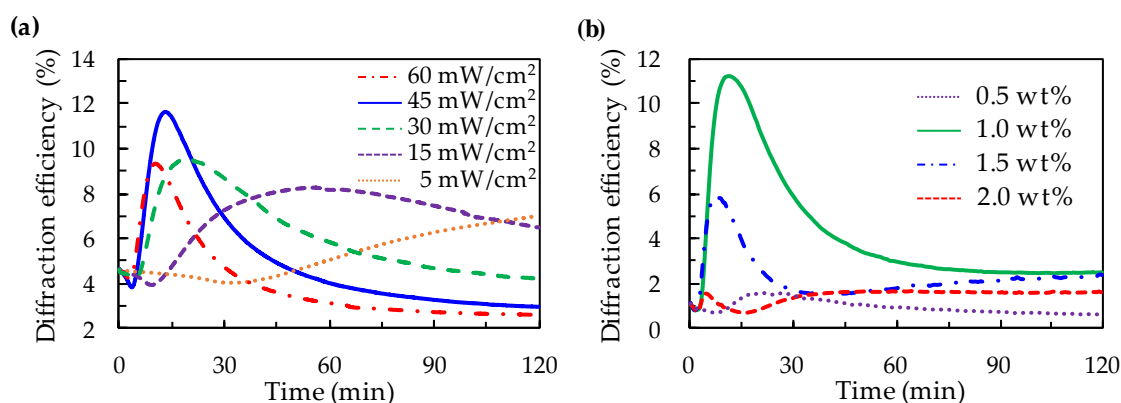 (a)
Diffraction efficiency (%)
14
12
10
8
6
4
2
60 mW/cm²
45 mW/cm²
30 mW/cm²
15 mW/cm²
5 mW/cm²
0 30 60 90 120
Time (min)
(b)
Diffraction efficiency (%)
12
10
8
6
4
2
0
0.5 wt%
1.0 wt%
1.5 wt%
2.0 wt%
0 30 60 90 120
Time (min)